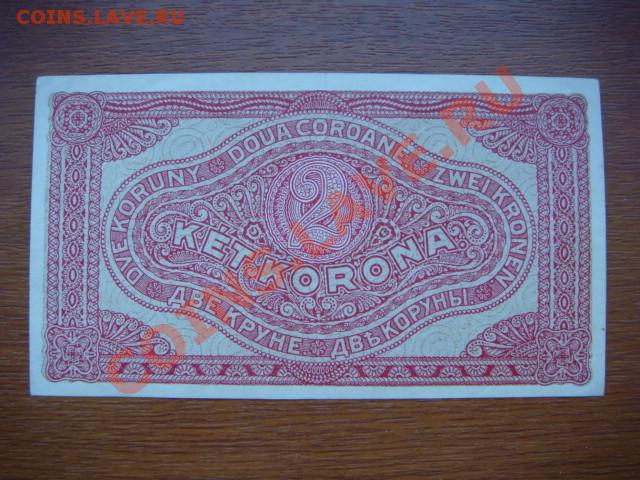 COINS.LAVE.RU
DVE KORUNY DOUA COROANE. ZWEI KRONEN
2
KÉT KORONA.
ДВЕ КРУНЕ. ДВѢ КОРУНЫ.
COINS.LAVE.RU